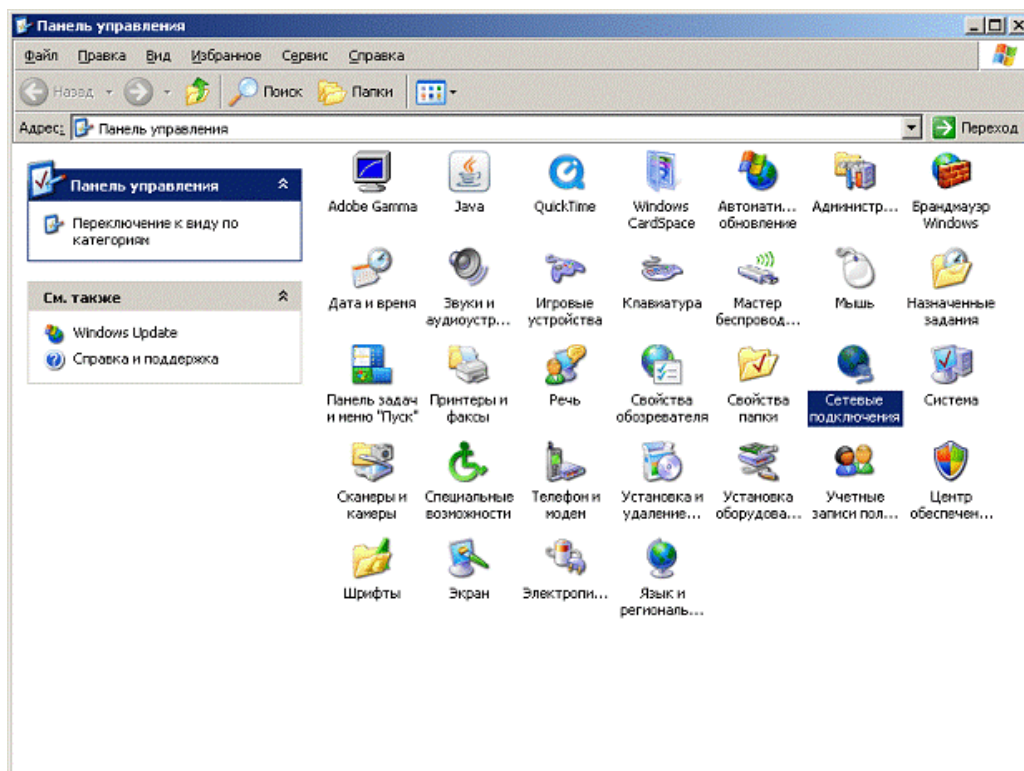 Панель управления
Файл Правка Вид Избранное Сервис Справка
Назад Поиск Папки
Адрес: Панель управления Переход
Панель управления
Переключение к виду по
категориям
См. также
Windows Update
Справка и поддержка
Adobe Gamma
Java
QuickTime
Windows
CardSpace
Автомати...
обновление
Администр...
Брандмауэр
Windows
Дата и время
Звуки и
аудиоустр...
Игровые
устройства
Клавиатура
Мастер
беспровод...
Мышь
Назначенные
задания
Панель задач
и меню "Пуск"
Принтеры и
факсы
Речь
Свойства
обозревателя
Свойства
папки
Сетевые
подключения
Система
Сканеры и
камеры
Специальные
возможности
Телефон и
модем
Установка и
удаление...
Установка
оборудова...
Учетные
записи пол...
Центр
обеспечен...
Шрифты
Экран
Электропи...
Язык и
региональ...